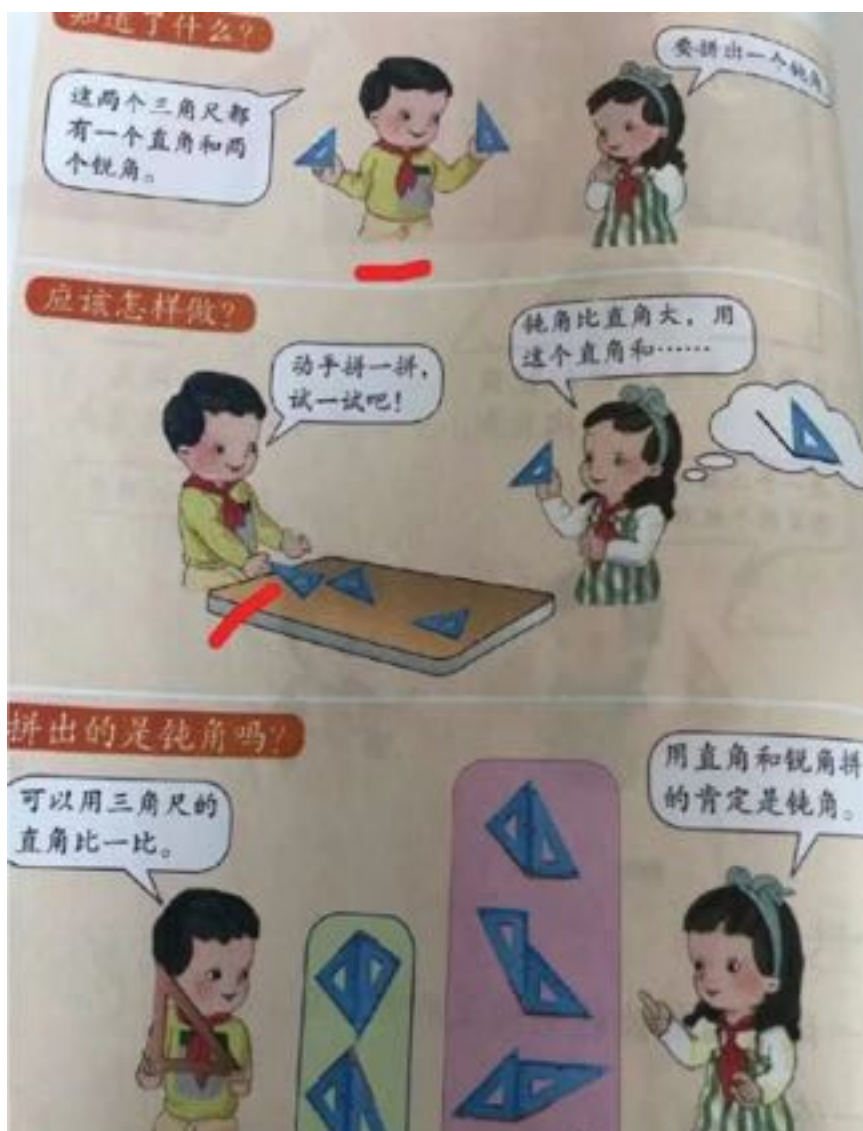 知道了什么？
这两个三角尺都
有一个直角和两
个锐角。
要拼出一个钝角
应该怎样做？
动手拼一拼，
试一试吧！
钝角比直角大，用
这个直角和……
拼出的是钝角吗？
可以用三角尺的
直角比一比。
用直角和锐角拼
的肯定是钝角。